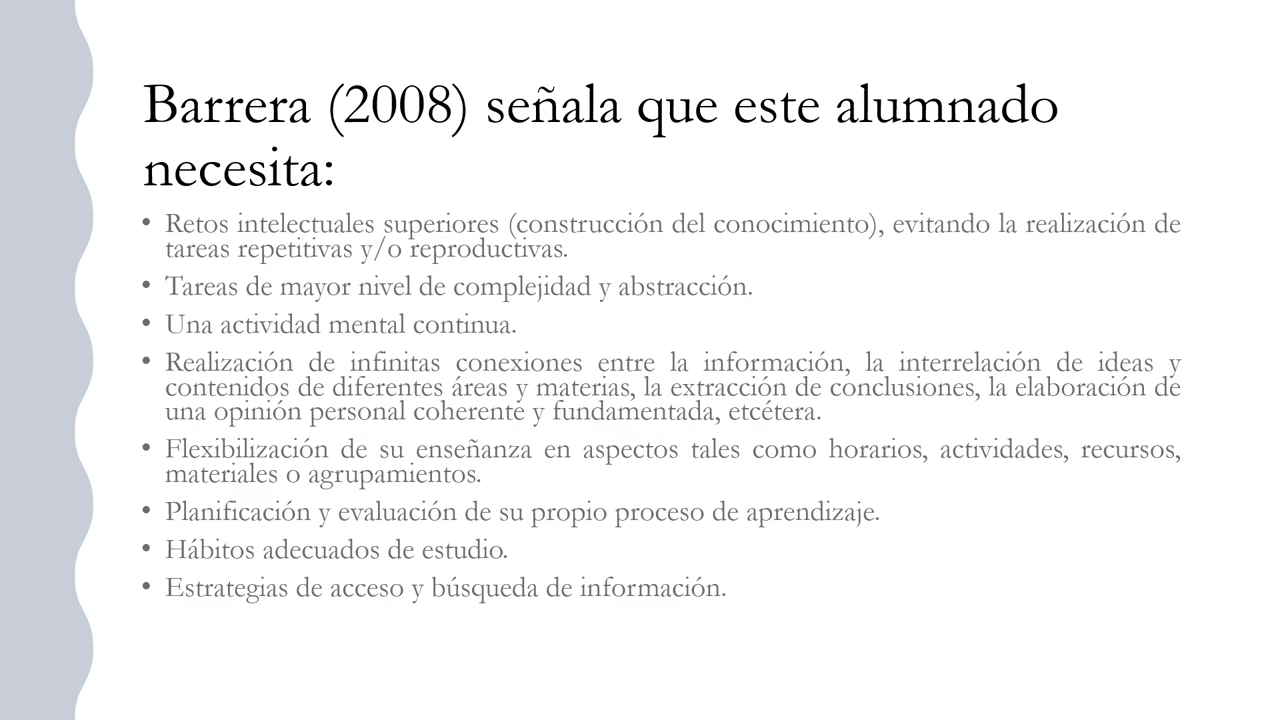 Barrera (2008) señala que este alumnado
necesita:
• Retos intelectuales superiores (construcción del conocimiento), evitando la realización de
tareas repetitivas y/o reproductivas.
• Tareas de mayor nivel de complejidad y abstracción.
• Una actividad mental continua.
• Realización de infinitas conexiones entre la información, la interrelación de ideas y
contenidos de diferentes áreas y materias, la extracción de conclusiones, la elaboración de
una opinión personal coherente y fundamentada, etcétera.
• Flexibilización de su enseñanza en aspectos tales como horarios, actividades, recursos,
materiales o agrupamientos.
• Planificación y evaluación de su propio proceso de aprendizaje.
• Hábitos adecuados de estudio.
• Estrategias de acceso y búsqueda de información.